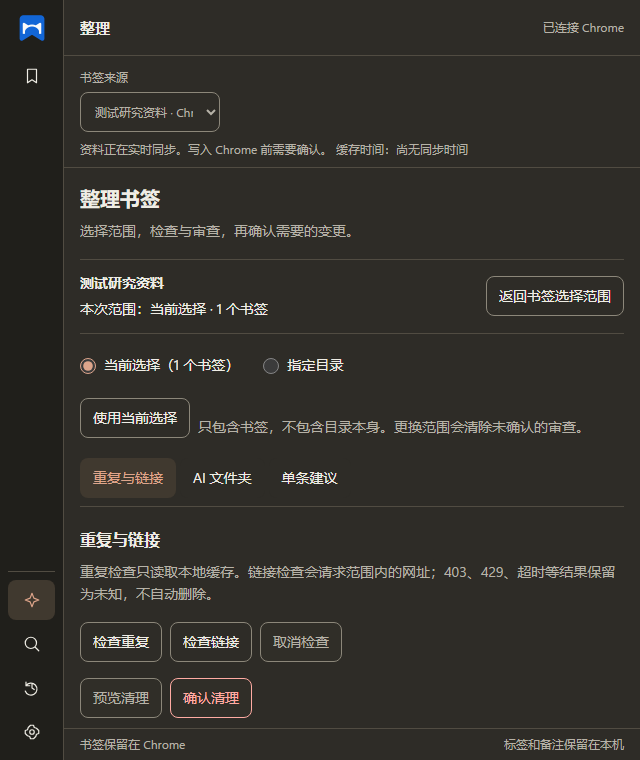 整理
已连接 Chrome
书签来源
测试研究资料 · Chr
资料正在实时同步。写入 Chrome 前需要确认。 缓存时间：尚无同步时间
整理书签
选择范围，检查与审查，再确认需要的变更。
测试研究资料
本次范围：当前选择 · 1 个书签
返回书签选择范围
当前选择（1 个书签）
指定目录
使用当前选择
只包含书签，不包含目录本身。更换范围会清除未确认的审查。
重复与链接
AI 文件夹
单条建议
重复与链接
重复检查只读取本地缓存。链接检查会请求范围内的网址；403、429、超时等结果保留
为未知，不自动删除。
检查重复
检查链接
取消检查
预览清理
确认清理
书签保留在 Chrome
标签和备注保留在本机